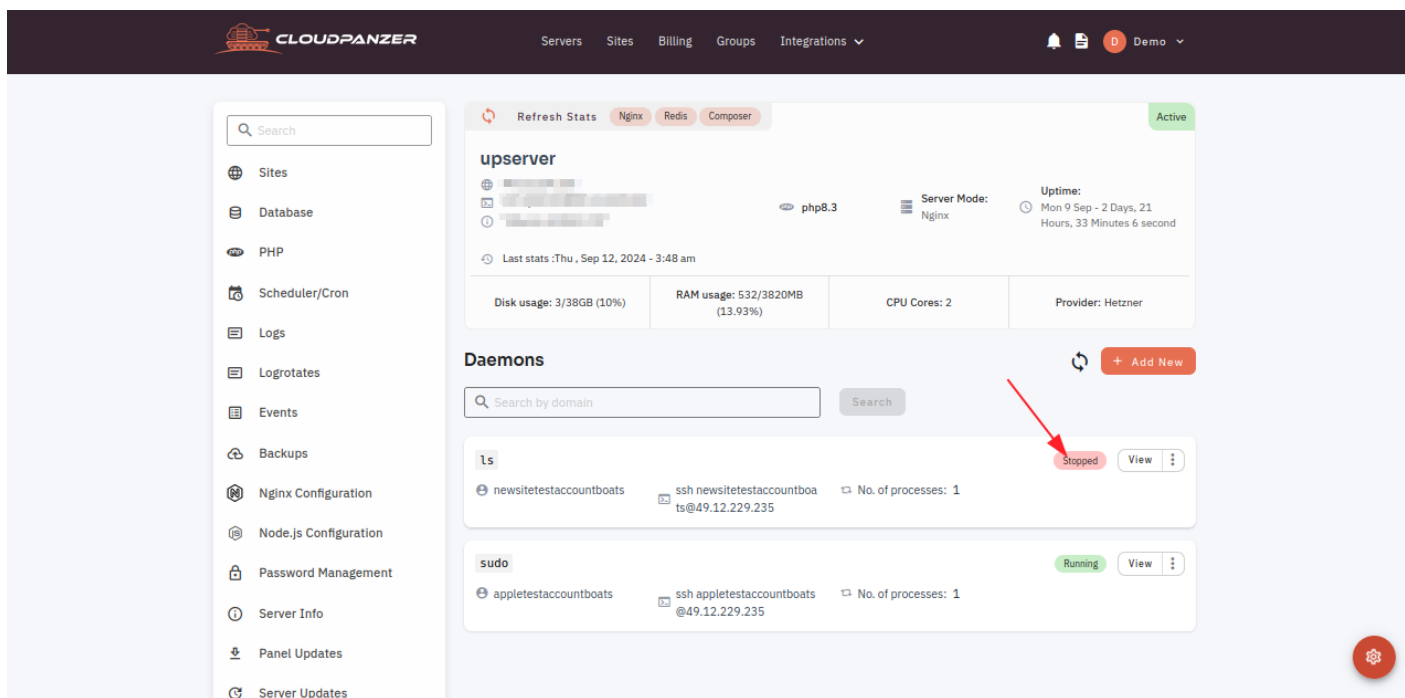 CLOUDPANZER
Servers Sites Billing Groups Integrations
D Demo
Search
Sites
Database
PHP
Scheduler/Cron
Logs
Logrotates
Events
Backups
Nginx Configuration
Node.js Configuration
Password Management
Server Info
Panel Updates
Server Updates
Refresh Stats Nginx Redis Composer
Active
upserver
php php8.3
Server Mode:
Nginx
Uptime:
Mon 9 Sep - 2 Days, 21
Hours, 33 Minutes 6 second
Last stats :Thu , Sep 12, 2024 - 3:48 am
Disk usage: 3/38GB (10%)
RAM usage: 532/3820MB
(13.93%)
CPU Cores: 2
Provider: Hetzner
Daemons
+ Add New
Search by domain
Search
ls
Stopped View
newsitetestaccountboats
ssh newsitetestaccountboa
ts@49.12.229.235
No. of processes: 1
sudo
Running View
appletestaccountboats
ssh appletestaccountboats
@49.12.229.235
No. of processes: 1